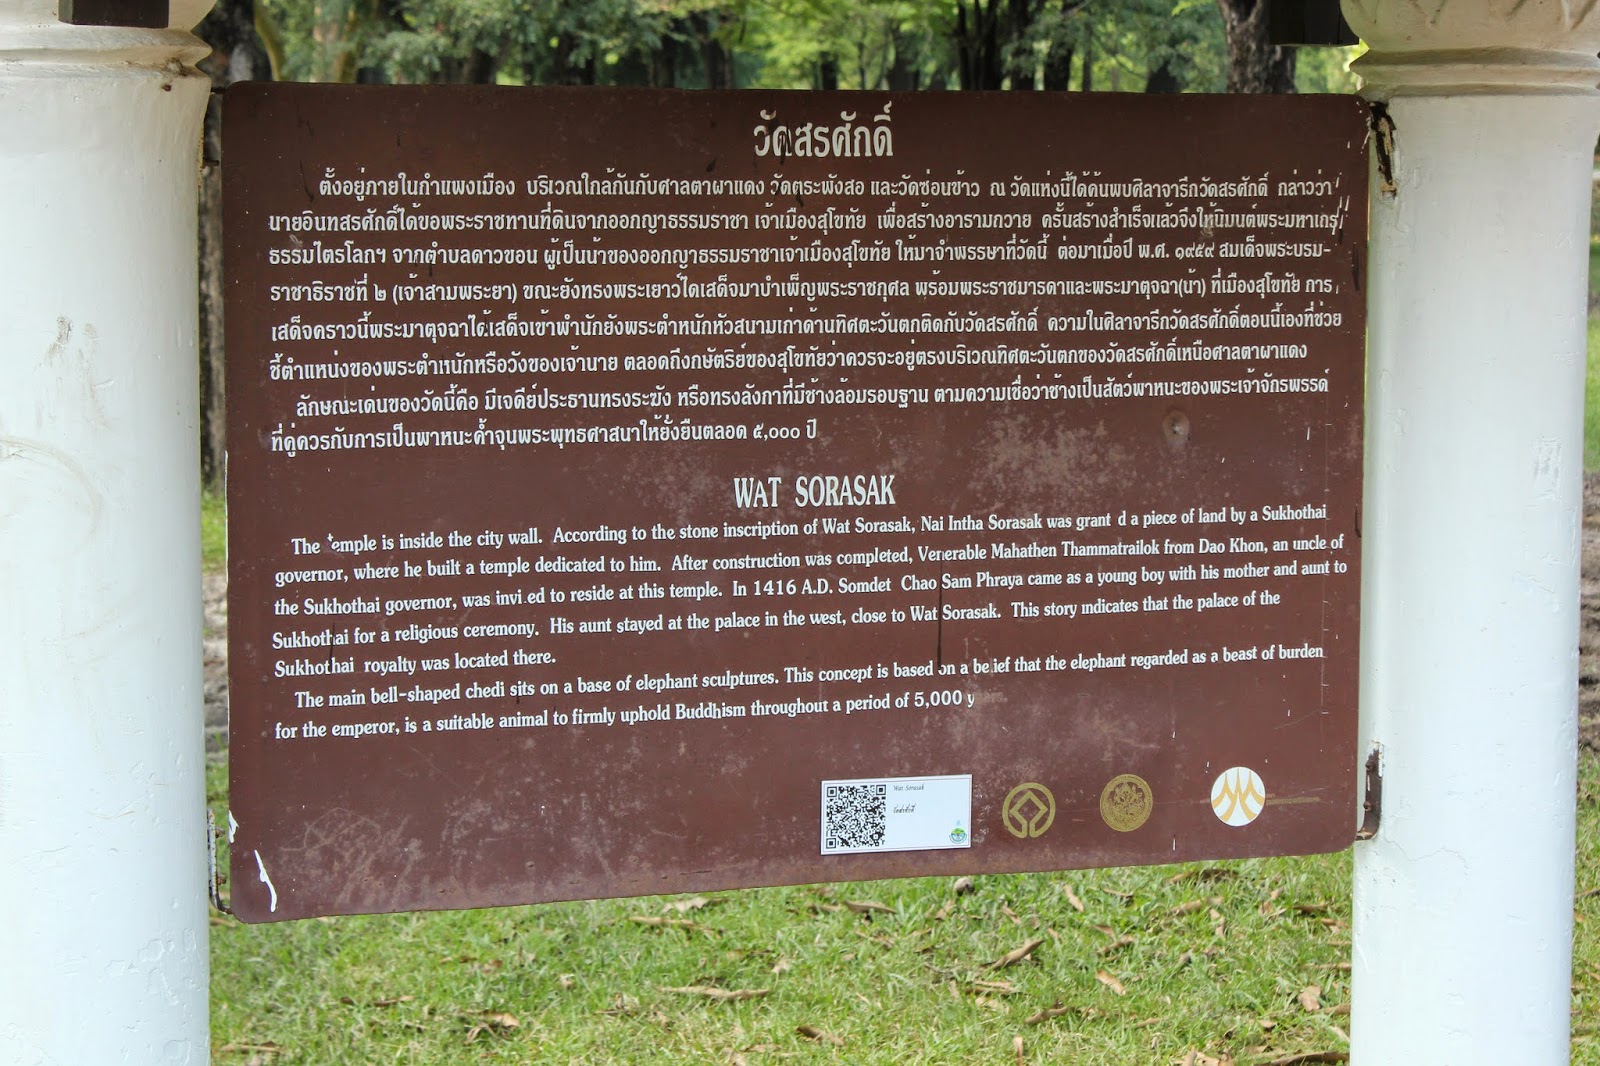 วัดสรศักดิ์
ตั้งอยู่ภายในกำแพงเมือง บริเวณใกล้กันกับศาลตาผาแดง วัดตระพังสอ และวัดซ่อนข้าว ณ วัดแห่งนี้ได้ค้นพบศิลาจารึกวัดสรศักดิ์ กล่าวว่า
นายอินทสรศักดิ์ได้ขอพระราชทานที่ดินจากออกญาธรรมราชา เจ้าเมืองสุโขทัย เพื่อสร้างอารามถวาย ครั้นสร้างสำเร็จแล้วจึงให้นิมนต์พระมหาเถร
ธรรมไตรโลกฯ จากตำบลดาวขอน ผู้เป็นน้าของออกญาธรรมราชาเจ้าเมืองสุโขทัย ให้มาจำพรรษาที่วัดนี้ ต่อมาเมื่อปี พ.ศ. ๑๙๕๙ สมเด็จพระบรม-
ราชาธิราชที่ ๒ (เจ้าสามพระยา) ขณะยังทรงพระเยาว์ได้เสด็จมาบำเพ็ญพระราชกุศล พร้อมพระราชมารดาและพระมาตุจฉา(น้า) ที่เมืองสุโขทัย การ
เสด็จคราวนี้พระมาตุจฉาได้เสด็จเข้าพำนักยังพระตำหนักหัวสนามเก่าด้านทิศตะวันตกติดกับวัดสรศักดิ์ ความในศิลาจารึกวัดสรศักดิ์ตอนนี้เองที่ช่วย
ชี้ตำแหน่งของพระตำหนักหรือวังของเจ้านาย ตลอดถึงกษัตริย์ของสุโขทัยว่าควรจะอยู่ตรงบริเวณทิศตะวันตกของวัดสรศักดิ์เหนือศาลตาผาแดง
ลักษณะเด่นของวัดนี้คือ มีเจดีย์ประธานทรงระฆัง หรือทรงลังกาที่มีช้างล้อมรอบฐาน ตามความเชื่อว่าช้างเป็นสัตว์พาหนะของพระเจ้าจักรพรรดิ์
ที่คู่ควรกับการเป็นพาหนะค้ำจุนพระพุทธศาสนาให้ยั่งยืนตลอด ๕,๐๐๐ ปี
WAT SORASAK
The temple is inside the city wall. According to the stone inscription of Wat Sorasak, Nai Intha Sorasak was grant d a piece of land by a Sukhothai
governor, where he built a temple dedicated to him. After construction was completed, Venerable Mahathen Thammatrailok from Dao Khon, an uncle of
the Sukhothai governor, was invi ed to reside at this temple. In 1416 A.D. Somdet Chao Sam Phraya came as a young boy with his mother and aunt to
Sukhothai for a religious ceremony. His aunt stayed at the palace in the west, close to Wat Sorasak. This story indicates that the palace of the
Sukhothai royalty was located there.
The main bell-shaped chedi sits on a base of elephant sculptures. This concept is based on a belief that the elephant regarded as a beast of burden
for the emperor, is a suitable animal to firmly uphold Buddhism throughout a period of 5,000 y
Wat Sorasak
วัดสรศักดิ์